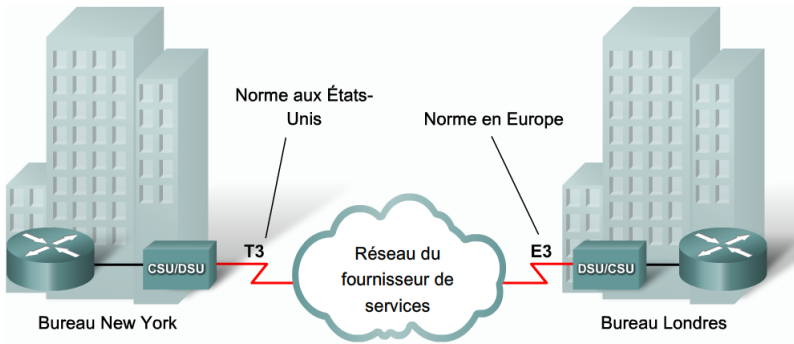 Norme aux États-
Unis
Norme en Europe
T3
E3
Réseau du
fournisseur de
services
CSU/DSU
DSU/CSU
Bureau New York
Bureau Londres